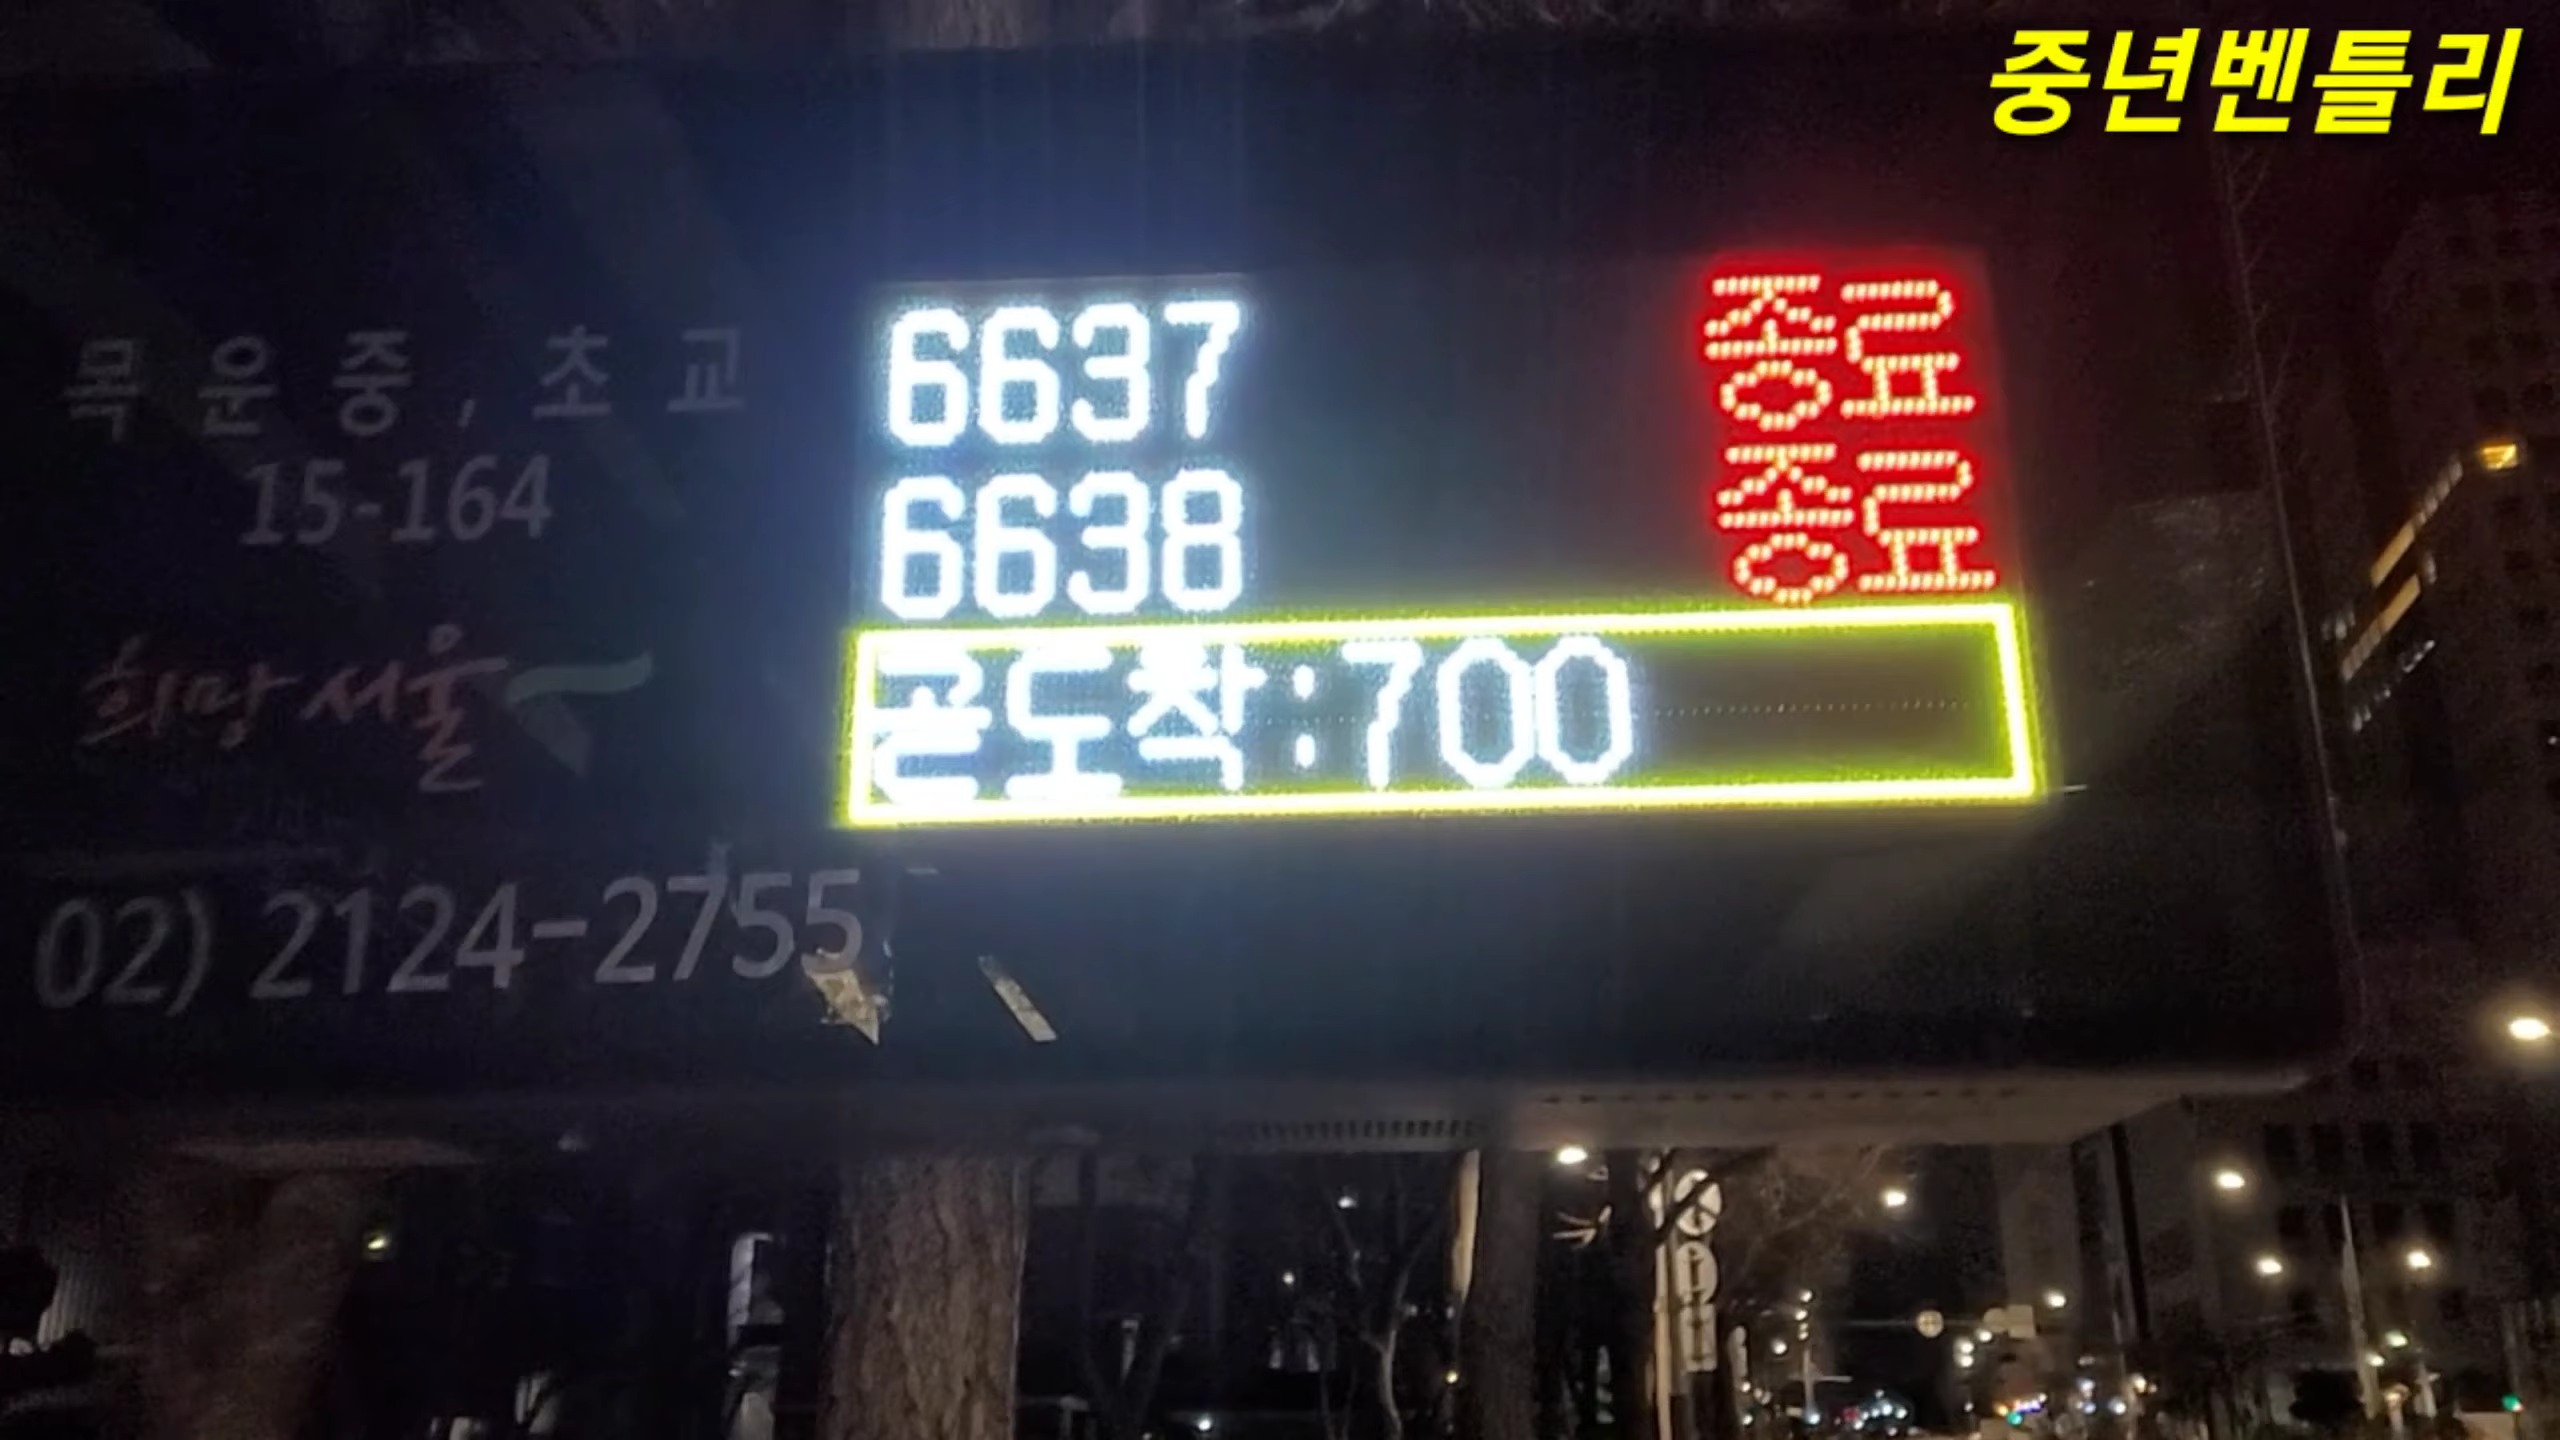 중년벤틀리
목운중,초교
15-164
희망서울
02) 2124-2755
6637 종료
6638 종료
곧도착:700